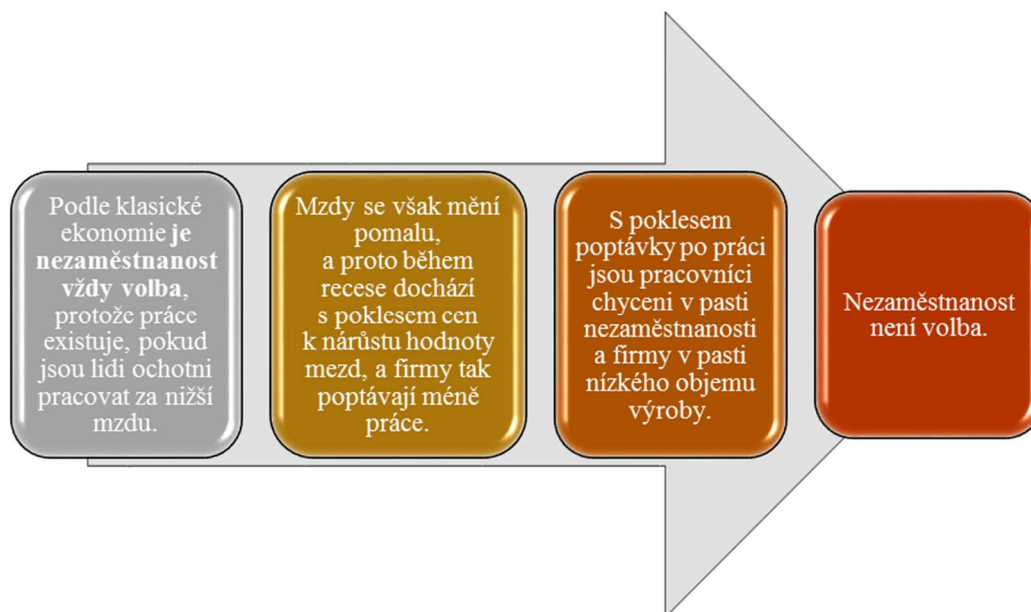 Podle klasické
ekonomie je
nezaměstnanost
vždy volba,
protože práce
existuje, pokud
jsou lidi ochotni
pracovat za nižší
mzdu.
Mzdy se však mění
pomalu,
a proto během
recese dochází
s poklesem cen
k nárůstu hodnoty
mezd, a firmy tak
poptávají méně
práce.
S poklesem
poptávky po práci
jsou pracovníci
chyceni v pasti
nezaměstnanosti
a firmy v pasti
nízkého objemu
výroby.
Nezaměstnanost
není volba.